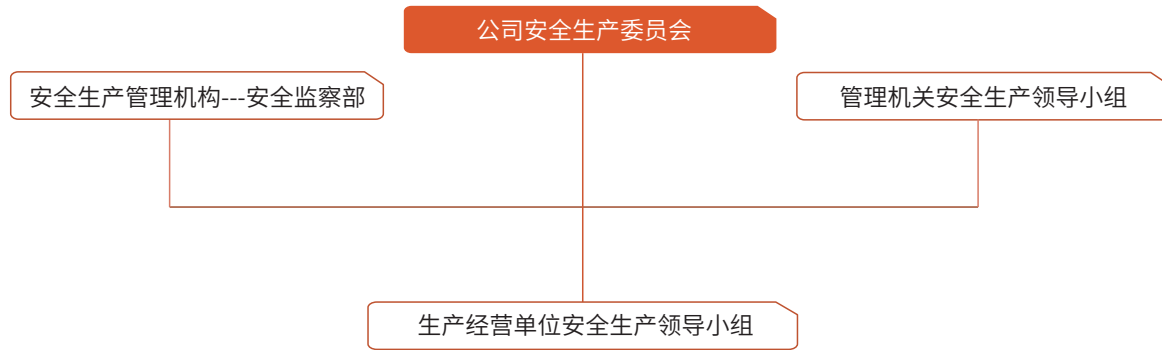 公司安全生产委员会
安全生产管理机构---安全监察部
管理机关安全生产领导小组
生产经营单位安全生产领导小组